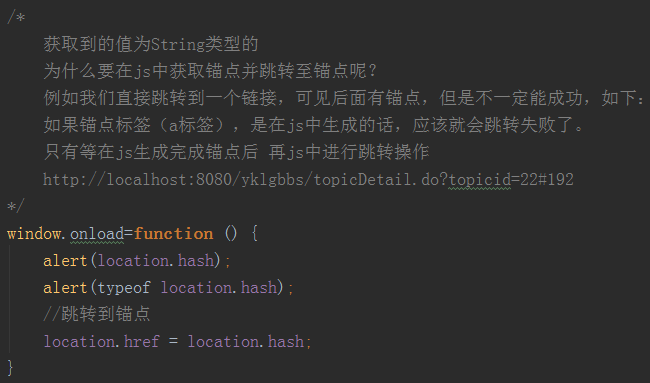 /*
获取到的值为String类型的
为什么要在js中获取锚点并跳转至锚点呢?
例如我们直接跳转到一个链接，可见后面有锚点，但是不一定能成功，如下：
如果锚点标签（a标签），是在js中生成的话，应该就会跳转失败了。
只有等在js生成完成锚点后 再js中进行跳转操作
http://localhost:8080/yklgbbs/topicDetail.do?topicid=22#192
*/
window.onload=function () {
alert(location.hash);
alert(typeof location.hash);
//跳转到锚点
location.href = location.hash;
}